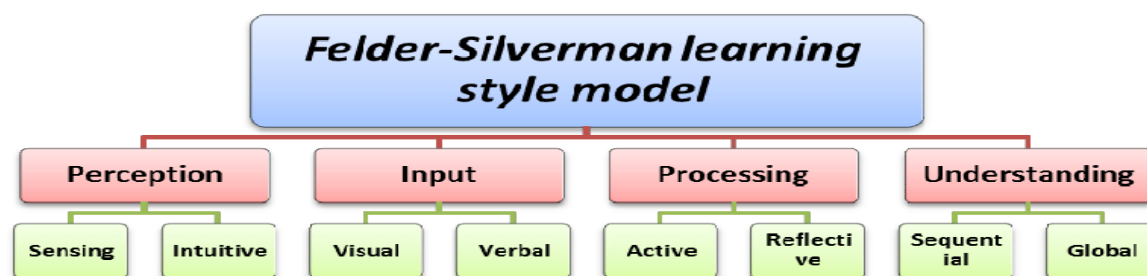 Felder-Silverman learning
style model
Perception
Input
Processing
Understanding
Sensing
Intuitive
Visual
Verbal
Active
Reflecti
ve
Sequent
ial
Global